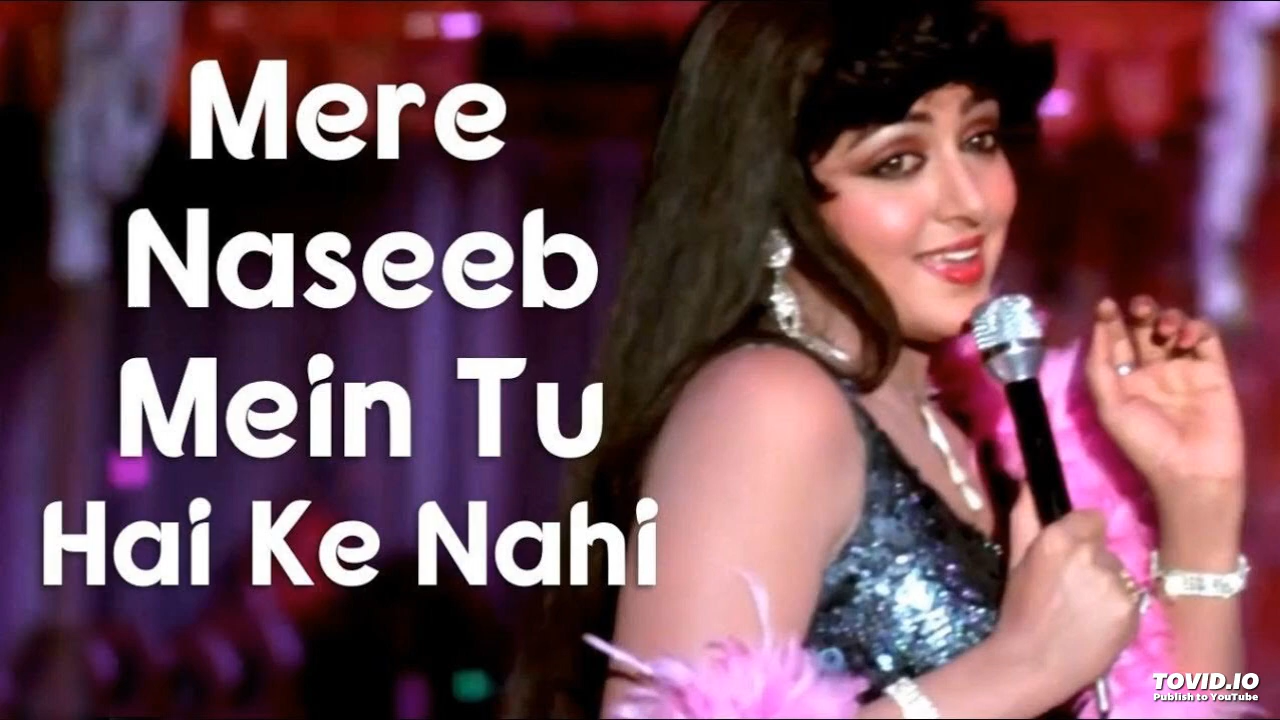 Mere
Naseeb
Mein Tu
Hai Ke Nahi
TOVID.IO
Publish to YouTube